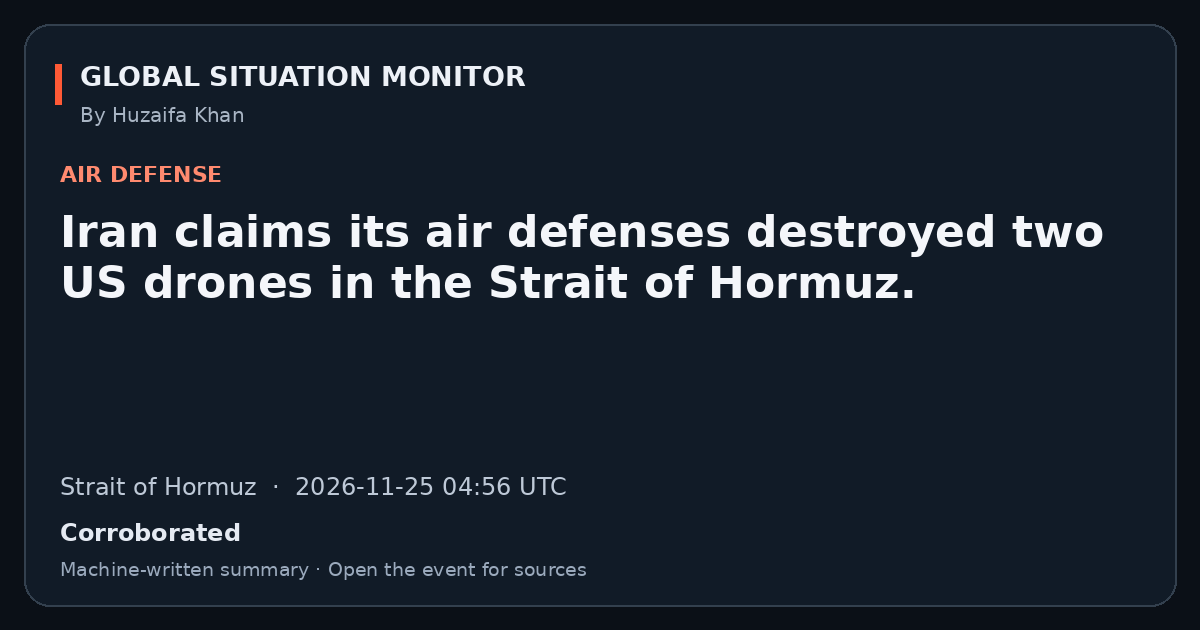 GLOBAL SITUATION MONITOR
By Huzaifa Khan
AIR DEFENSE
Iran claims its air defenses destroyed two
US drones in the Strait of Hormuz.
Strait of Hormuz · 2026-11-25 04:56 UTC
Corroborated
Machine-written summary · Open the event for sources